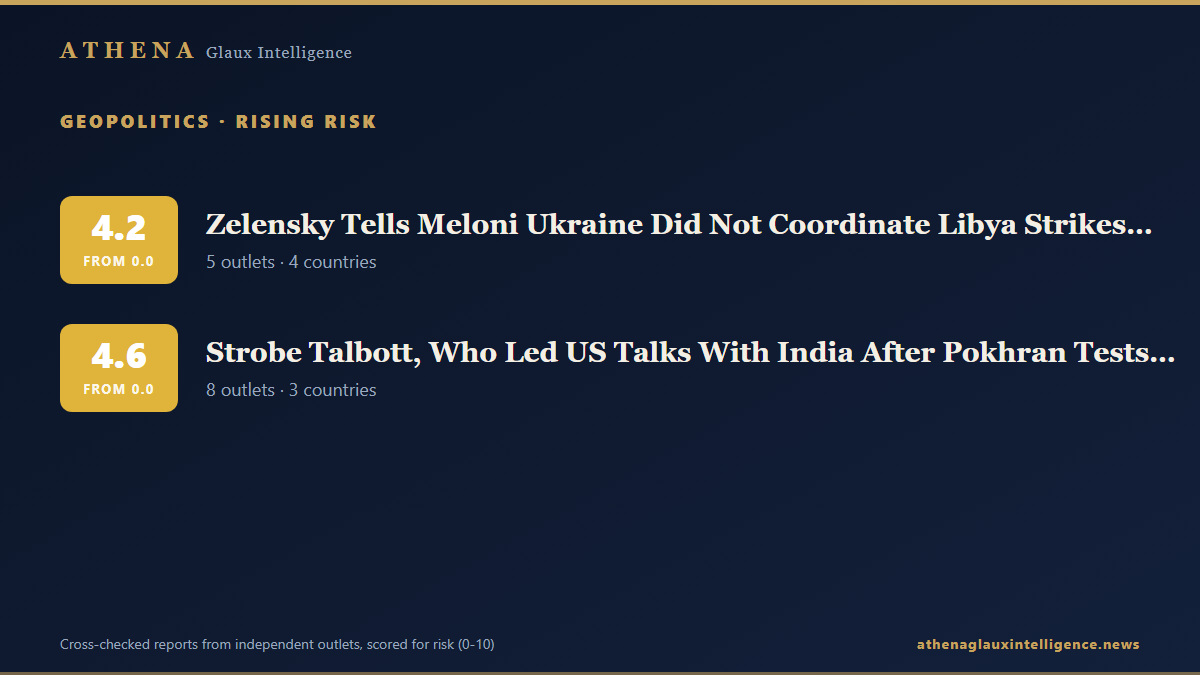 ATHENA Glaux Intelligence
GEOPOLITICS · RISING RISK
4.2
FROM 0.0
Zelensky Tells Meloni Ukraine Did Not Coordinate Libya Strikes...
5 outlets · 4 countries
4.6
FROM 0.0
Strobe Talbott, Who Led US Talks With India After Pokhran Tests...
8 outlets · 3 countries
Cross-checked reports from independent outlets, scored for risk (0-10)
athenaglauxintelligence.news